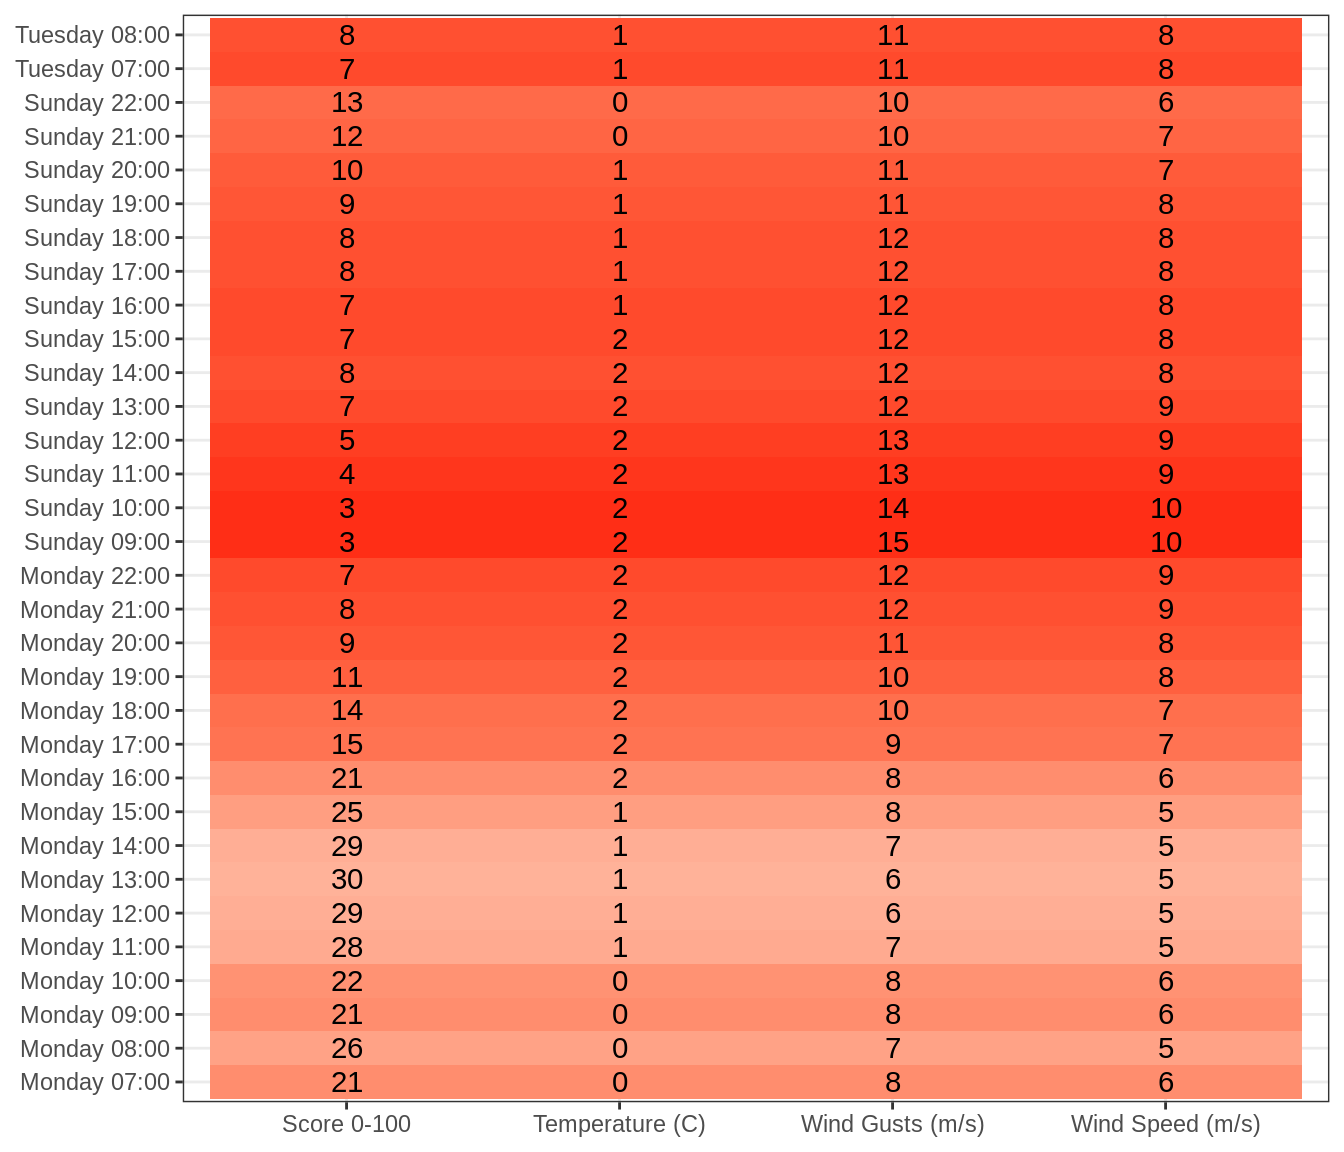 Tuesday 08:00 8 1 11 8
Tuesday 07:00 7 1 11 8
Sunday 22:00 13 0 10 6
Sunday 21:00 12 0 10 7
Sunday 20:00 10 1 11 7
Sunday 19:00 9 1 11 8
Sunday 18:00 8 1 12 8
Sunday 17:00 8 1 12 8
Sunday 16:00 7 1 12 8
Sunday 15:00 7 2 12 8
Sunday 14:00 8 2 12 8
Sunday 13:00 7 2 12 9
Sunday 12:00 5 2 13 9
Sunday 11:00 4 2 13 9
Sunday 10:00 3 2 14 10
Sunday 09:00 3 2 15 10
Monday 22:00 7 2 12 9
Monday 21:00 8 2 12 9
Monday 20:00 9 2 11 8
Monday 19:00 11 2 10 8
Monday 18:00 14 2 10 7
Monday 17:00 15 2 9 7
Monday 16:00 21 2 8 6
Monday 15:00 25 1 8 5
Monday 14:00 29 1 7 5
Monday 13:00 30 1 6 5
Monday 12:00 29 1 6 5
Monday 11:00 28 1 7 5
Monday 10:00 22 0 8 6
Monday 09:00 21 0 8 6
Monday 08:00 26 0 7 5
Monday 07:00 21 0 8 6
Score 0-100 Temperature (C) Wind Gusts (m/s) Wind Speed (m/s)